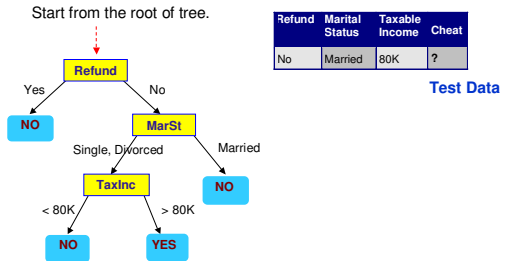 Start from the root of tree.
Refund Marital Status Taxable Income Cheat
No Married 80K ?
Test Data
Refund
Yes No
NO
MarSt
Single, Divorced Married
TaxInc
NO
< 80K > 80K
NO YES